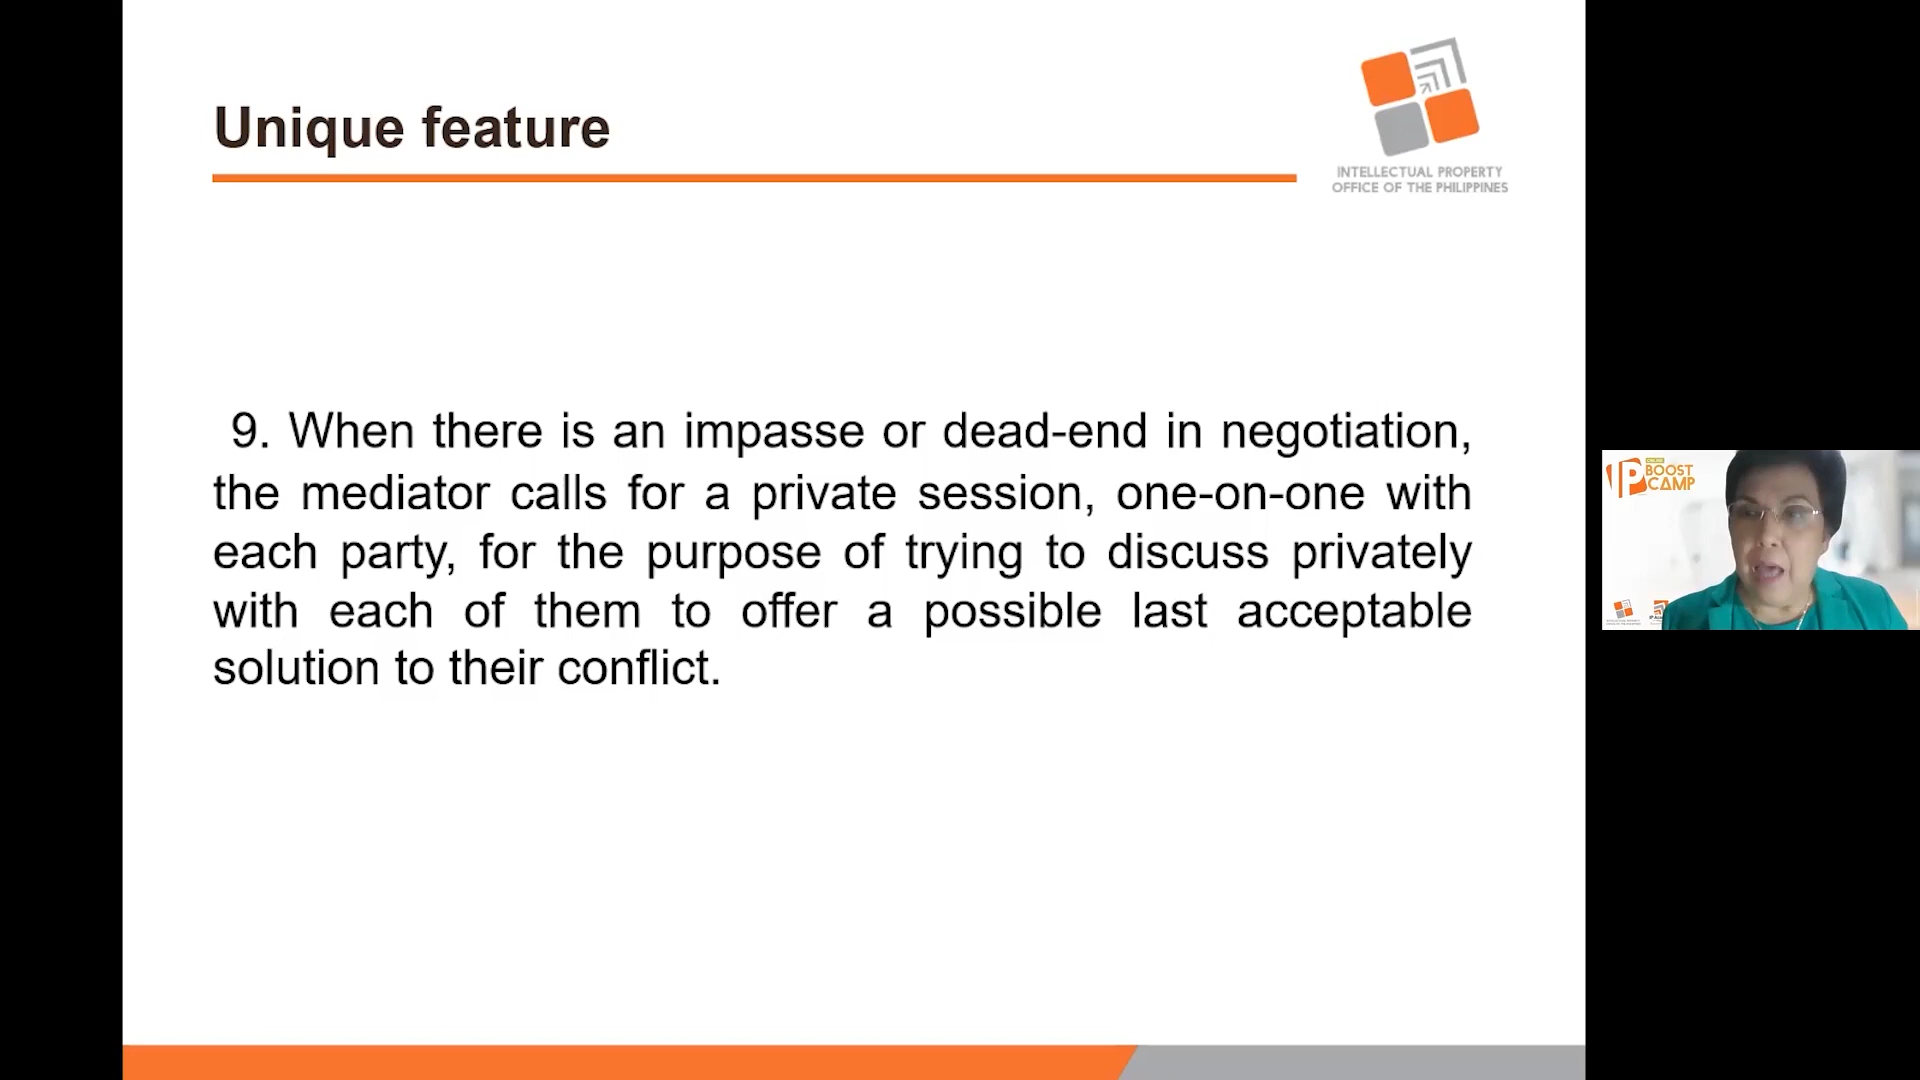 Unique feature
INTELLECTUAL PROPERTY
OFFICE OF THE PHILIPPINES
9. When there is an impasse or dead-end in negotiation,
the mediator calls for a private session, one-on-one with
each party, for the purpose of trying to discuss privately
with each of them to offer a possible last acceptable
solution to their conflict.
IP BOOST
CAMP